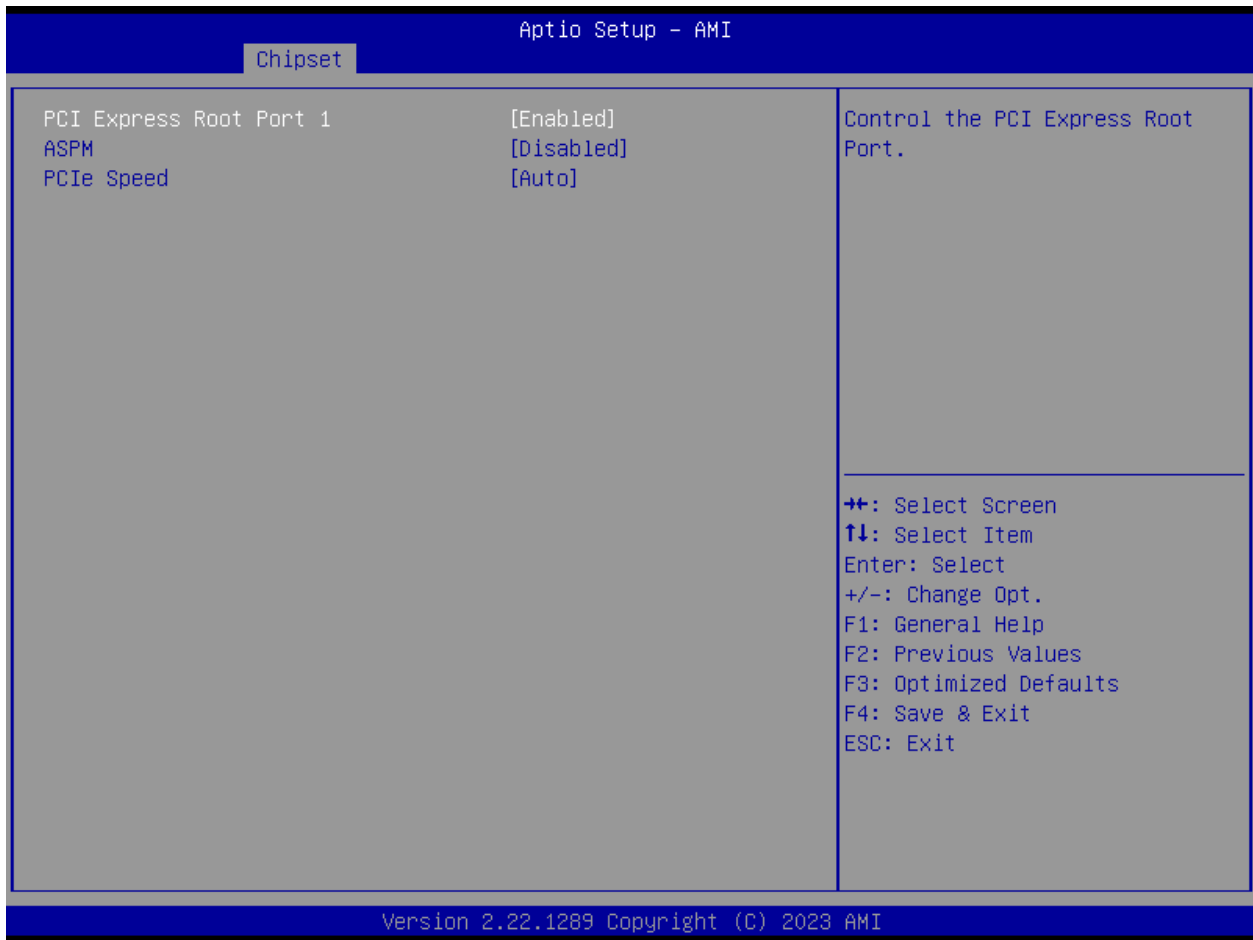 Aptio Setup – AMI
Chipset
PCI Express Root Port 1 [Enabled]
ASPM [Disabled]
PCIe Speed [Auto]
Control the PCI Express Root
Port.
→←: Select Screen
↑↓: Select Item
Enter: Select
+/-: Change Opt.
F1: General Help
F2: Previous Values
F3: Optimized Defaults
F4: Save & Exit
ESC: Exit
Version 2.22.1289 Copyright (C) 2023 AMI